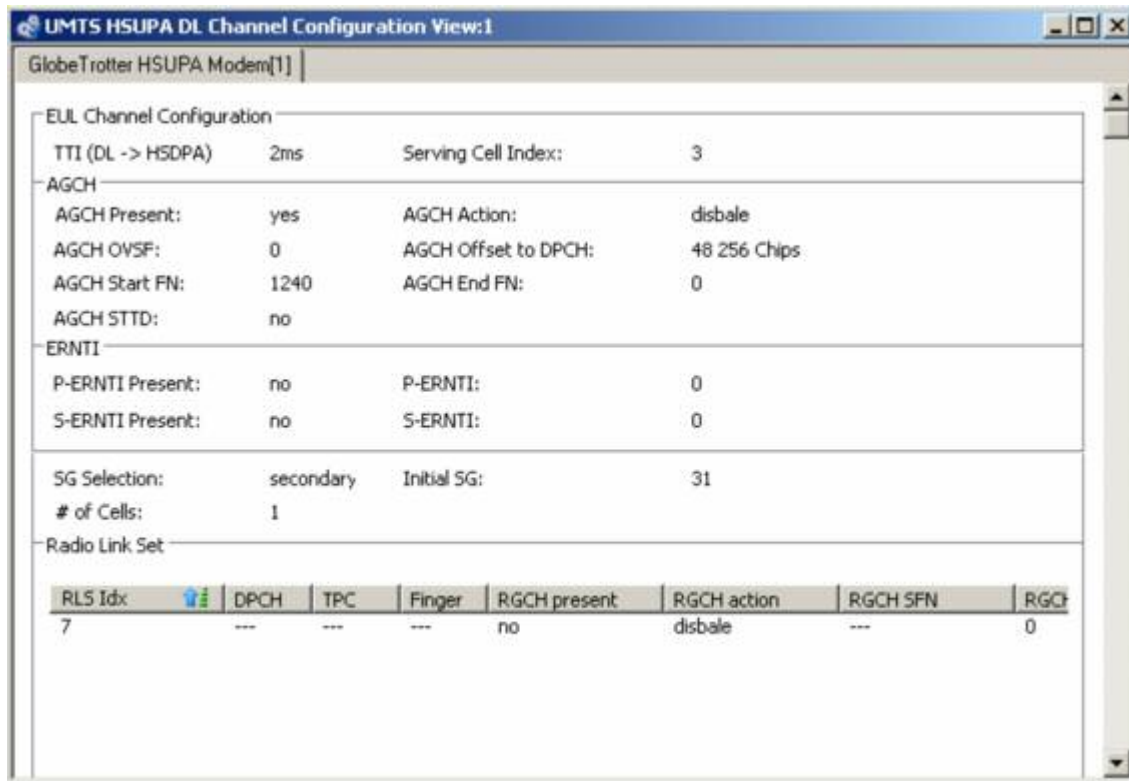 UMTS HSUPA DL Channel Configuration View:1
GlobeTrotter HSUPA Modem[1]
EUL Channel Configuration
TTI (DL -> HSDPA) 2ms Serving Cell Index: 3
AGCH
AGCH Present: yes AGCH Action: disbale
AGCH OVSF: 0 AGCH Offset to DPCH: 48 256 Chips
AGCH Start FN: 1240 AGCH End FN: 0
AGCH STTD: no
ERNTI
P-ERNTI Present: no P-ERNTI: 0
S-ERNTI Present: no S-ERNTI: 0
SG Selection: secondary Initial SG: 31
# of Cells: 1
Radio Link Set
RLS Idx DPCH TPC Finger RGCH present RGCH action RGCH SFN RGCH
7 --- --- --- no disbale --- 0